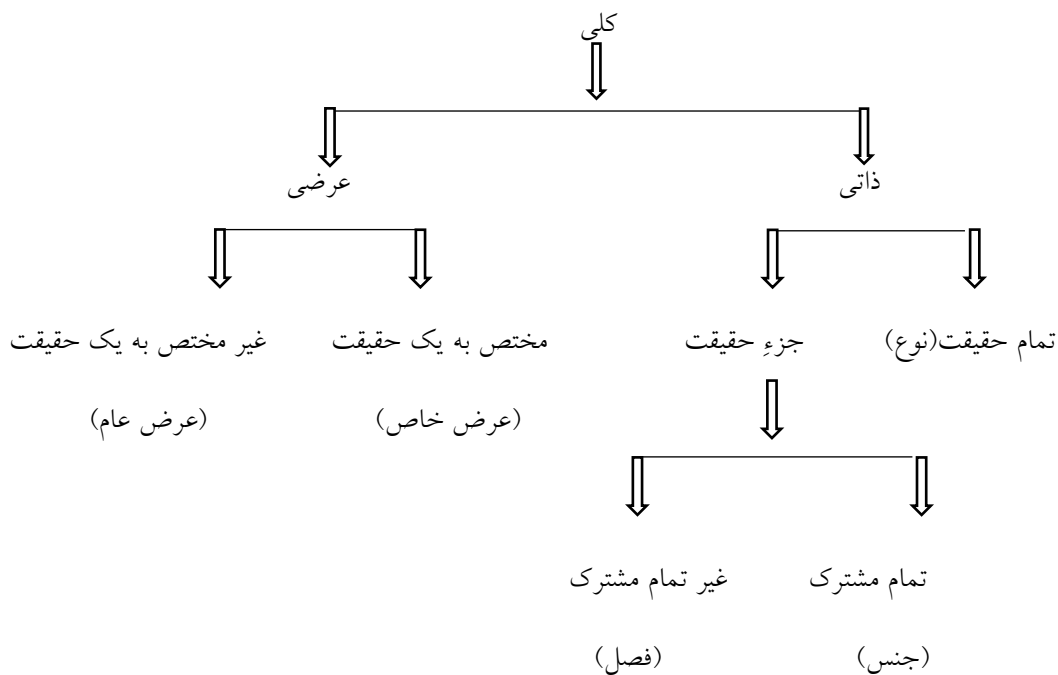 کلی
ذاتی
عرضی
تمام حقیقت(نوع)
جزءِ حقیقت
مختص به یک حقیقت
غیر مختص به یک حقیقت
(عرض خاص)
(عرض عام)
تمام مشترک
غیر تمام مشترک
(جنس)
(فصل)